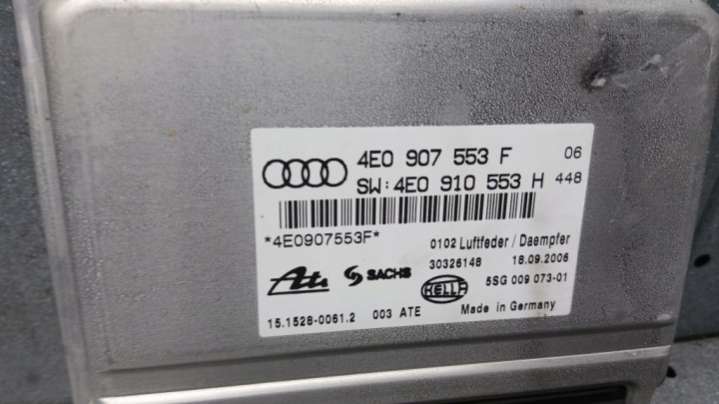 4E0 907 553 F 06
SW: 4E0 910 553 H 448
*4E0907553F*
0102 Luftfeder / Daempfer
30326148 18.09.2006
Ate SACHS HELLA 5SG 009 073-01
15.1528-0061.2 003 ATE Made in Germany